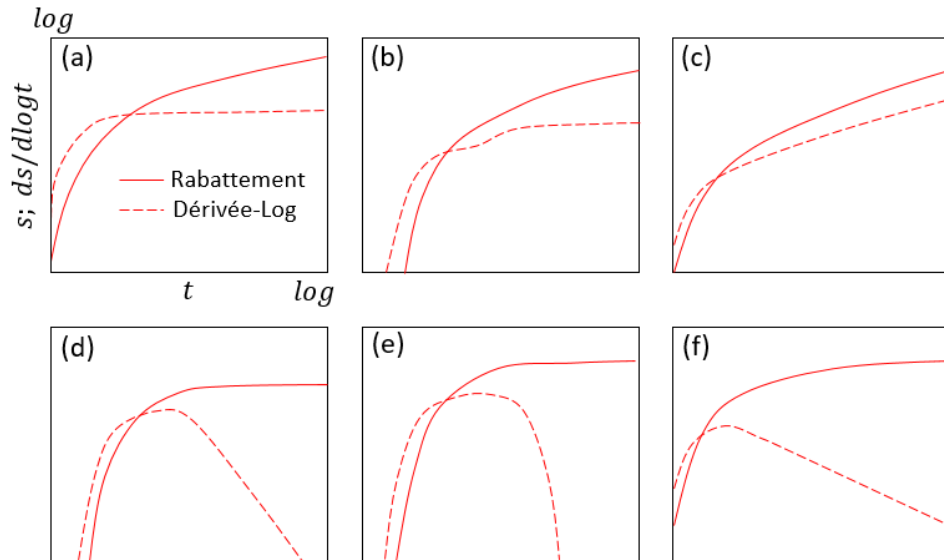 log
(a)
(b)
(c)
s; ds/dlogt
Rabattement
Dérivée-Log
t
log
(d)
(e)
(f)